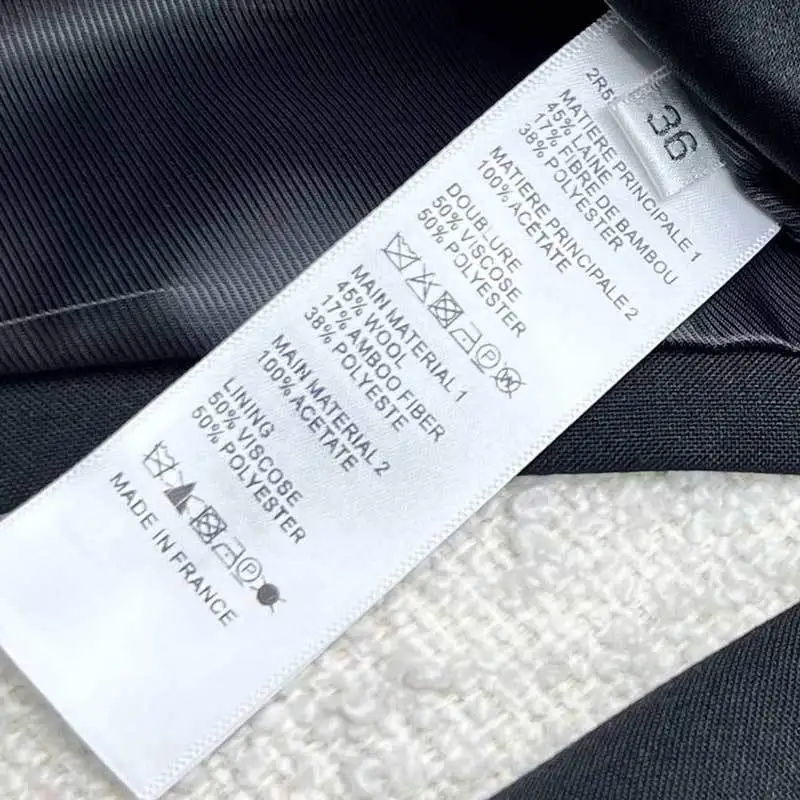 2R5
36
MATIERE PRINCIPALE 1
45% LAINE
17% FIBRE DE BAMBOU
38% POLYESTER
MATIERE PRINCIPALE 2
100% ACÉTATE
DOUBLURE
50% VISCOSE
50% POLYESTER
P W
MAIN MATERIAL 1
45% WOOL
17% AMBOO FIBER
38% POLYESTE
MAIN MATERIAL 2
100% ACETATE
LINING
50% VISCOSE
50% POLYESTER
P
MADE IN FRANCE